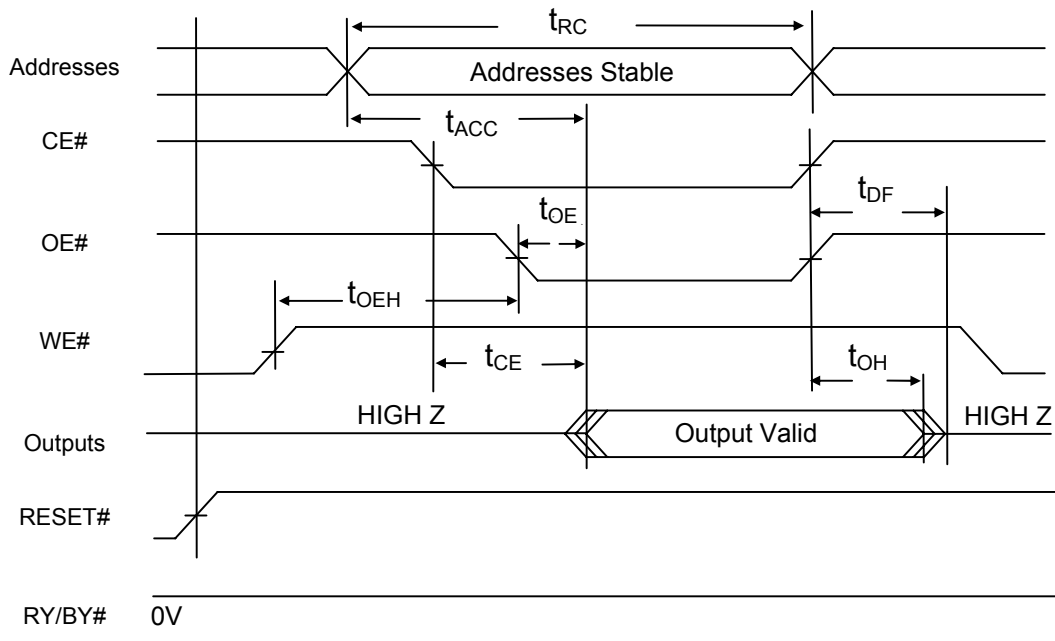 tRC
Addresses
Addresses Stable
tACC
CE#
tDF
tOE
OE#
tOEH
WE#
tCE
tOH
HIGH Z
HIGH Z
Outputs
Output Valid
RESET#
RY/BY#
0V